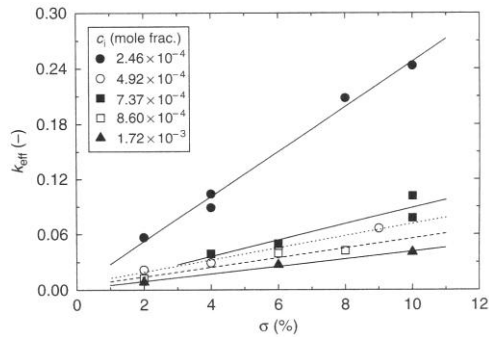 0.30
0.24
0.18
0.12
0.06
0.00
k_eff (–)
c_i (mole frac.)
2.46 × 10⁻⁴
4.92 × 10⁻⁴
7.37 × 10⁻⁴
8.60 × 10⁻⁴
1.72 × 10⁻³
0 2 4 6 8 10 12
σ (%)